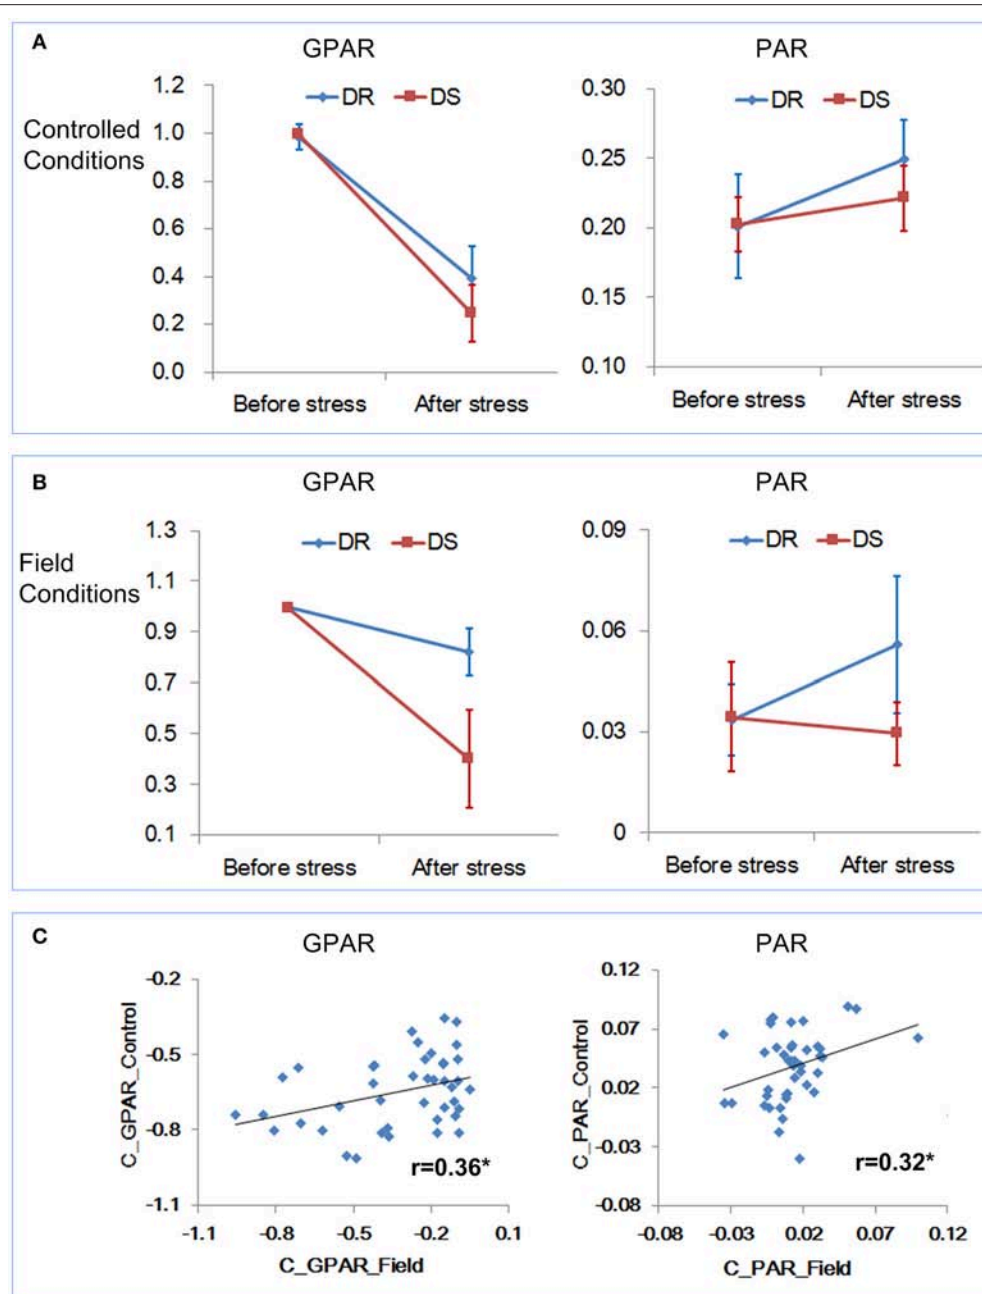 A
GPAR
PAR
Controlled
Conditions
1.2
1.0
0.8
0.6
0.4
0.2
0.0
DR
DS
Before stress
After stress
0.30
0.25
0.20
0.15
0.10
DR
DS
Before stress
After stress
B
GPAR
PAR
Field
Conditions
1.3
1.1
0.9
0.7
0.5
0.3
0.1
DR
DS
Before stress
After stress
0.09
0.06
0.03
0
DR
DS
Before stress
After stress
C
GPAR
PAR
C_GPAR_Control
-0.2
-0.5
-0.8
-1.1
r=0.36*
-1.1 -0.8 -0.5 -0.2 0.1
C_GPAR_Field
C_PAR_Control
0.12
0.07
0.02
-0.03
-0.08
r=0.32*
-0.08 -0.03 0.02 0.07 0.12
C_PAR_Field